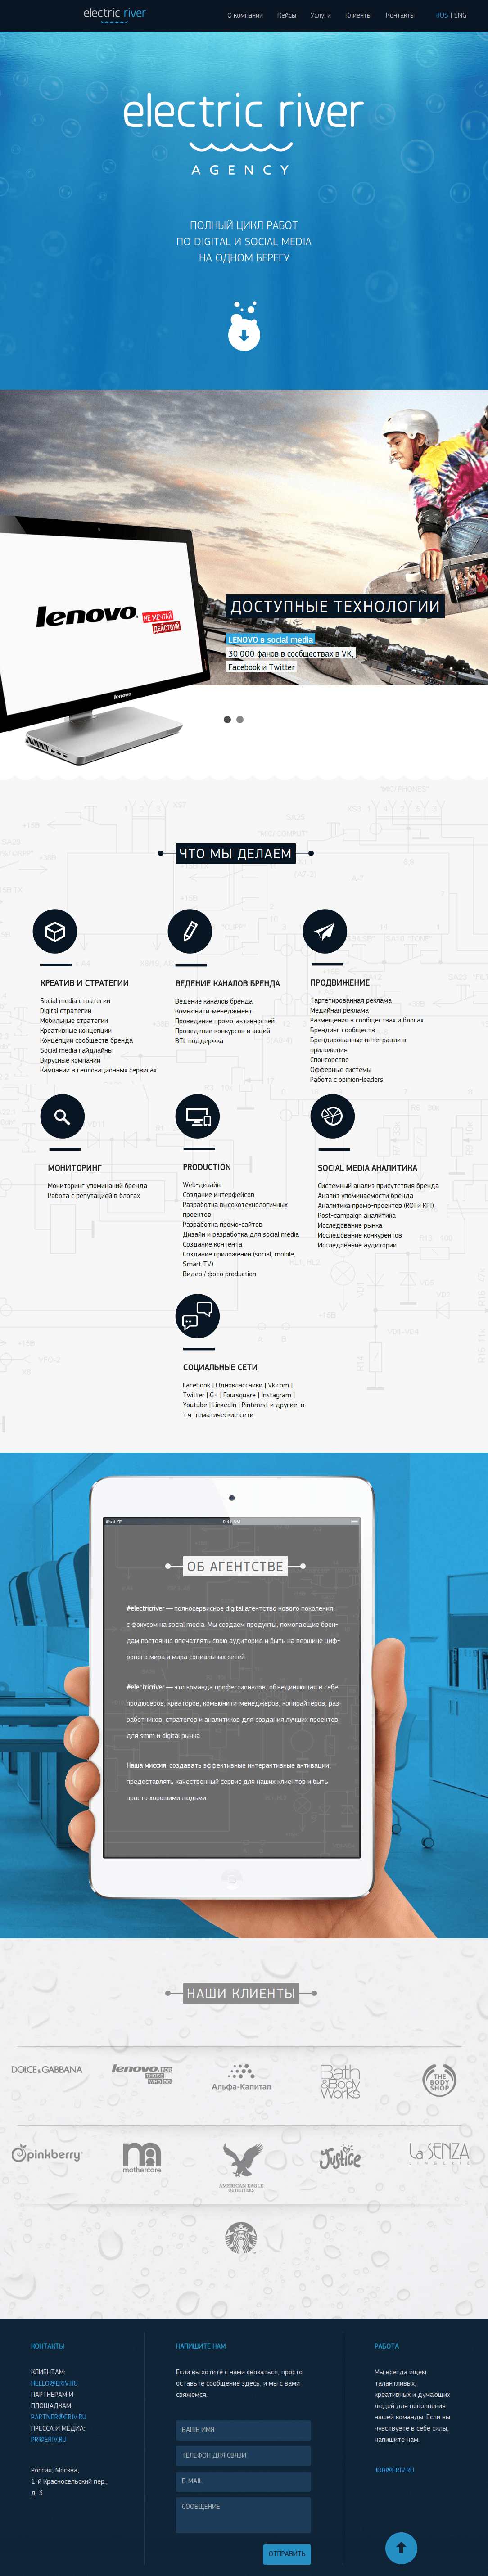 electric river
О компании Кейсы Услуги Клиенты Контакты RUS | ENG
electric river
AGENCY
ПОЛНЫЙ ЦИКЛ РАБОТ
ПО DIGITAL И SOCIAL MEDIA
НА ОДНОМ БЕРЕГУ
lenovo НЕ МЕЧТАЙ
ДЕЙСТВУЙ
lenovo
ДОСТУПНЫЕ ТЕХНОЛОГИИ
LENOVO в social media
30 000 фанов в сообществах в VK,
Facebook и Twitter
ЧТО МЫ ДЕЛАЕМ
КРЕАТИВ И СТРАТЕГИИ
Social media стратегии
Digital стратегии
Мобильные стратегии
Креативные концепции
Концепции сообществ бренда
Social media гайдлайны
Вирусные компании
Кампании в геолокационных сервисах
ВЕДЕНИЕ КАНАЛОВ БРЕНДА
Ведение каналов бренда
Комьюнити-менеджмент
Проведение промо-активностей
Проведение конкурсов и акций
BTL поддержка
ПРОДВИЖЕНИЕ
Таргетированная реклама
Медийная реклама
Размещения в сообществах и блогах
Брендинг сообществ
Брендированные интеграции в
приложения
Спонсорство
Офферные системы
Работа с opinion-leaders
МОНИТОРИНГ
Мониторинг упоминаний бренда
Работа с репутацией в блогах
PRODUCTION
Web-дизайн
Создание интерфейсов
Разработка высокотехнологичных
проектов
Разработка промо-сайтов
Дизайн и разработка для social media
Создание контента
Создание приложений (social, mobile,
Smart TV)
Видео / фото production
SOCIAL MEDIA АНАЛИТИКА
Системный анализ присутствия бренда
Анализ упоминаемости бренда
Аналитика промо-проектов (ROI и KPI)
Post-campaign аналитика
Исследование рынка
Исследование конкурентов
Исследование аудитории
СОЦИАЛЬНЫЕ СЕТИ
Facebook | Одноклассники | Vk.com |
Twitter | G+ | Foursquare | Instagram |
Youtube | LinkedIn | Pinterest и другие, в
т.ч. тематические сети
iPad
ОБ АГЕНТСТВЕ
#electricriver — полносервисное digital агентство нового поколения
с фокусом на social media. Мы создаем продукты, помогающие брен-
дам постоянно впечатлять свою аудиторию и быть на вершине циф-
рового мира и мира социальных сетей.
#electricriver — это команда профессионалов, объединяющая в себе
продюсеров, креаторов, комьюнити-менеджеров, копирайтеров, раз-
работчиков, стратегов и аналитиков для создания лучших проектов
для smm и digital рынка.
Наша миссия: создавать эффективные интерактивные активации,
предоставлять качественный сервис для наших клиентов и быть
просто хорошими людьми.
НАШИ КЛИЕНТЫ
DOLCE & GABBANA
lenovo FOR
THOSE
WHO DO
Альфа-Капитал
Bath
& Body
Works
THE
BODY
SHOP
pinkberry
mothercare
AMERICAN EAGLE
OUTFITTERS
Justice
La SENZA
LINGERIE
КОНТАКТЫ
КЛИЕНТАМ:
HELLO@ERIV.RU
ПАРТНЕРАМ И
ПЛОЩАДКАМ:
PARTNER@ERIV.RU
ПРЕССА И МЕДИА:
PR@ERIV.RU
Россия, Москва,
1-й Красносельский пер.,
д. 3
НАПИШИТЕ НАМ
Если вы хотите с нами связаться, просто
оставьте сообщение здесь, и мы с вами
свяжемся.
ВАШЕ ИМЯ
ТЕЛЕФОН ДЛЯ СВЯЗИ
E-MAIL
СООБЩЕНИЕ
ОТПРАВИТЬ
РАБОТА
Мы всегда ищем
талантливых,
креативных и думающих
людей для пополнения
нашей команды. Если вы
чувствуете в себе силы,
напишите нам.
JOB@ERIV.RU